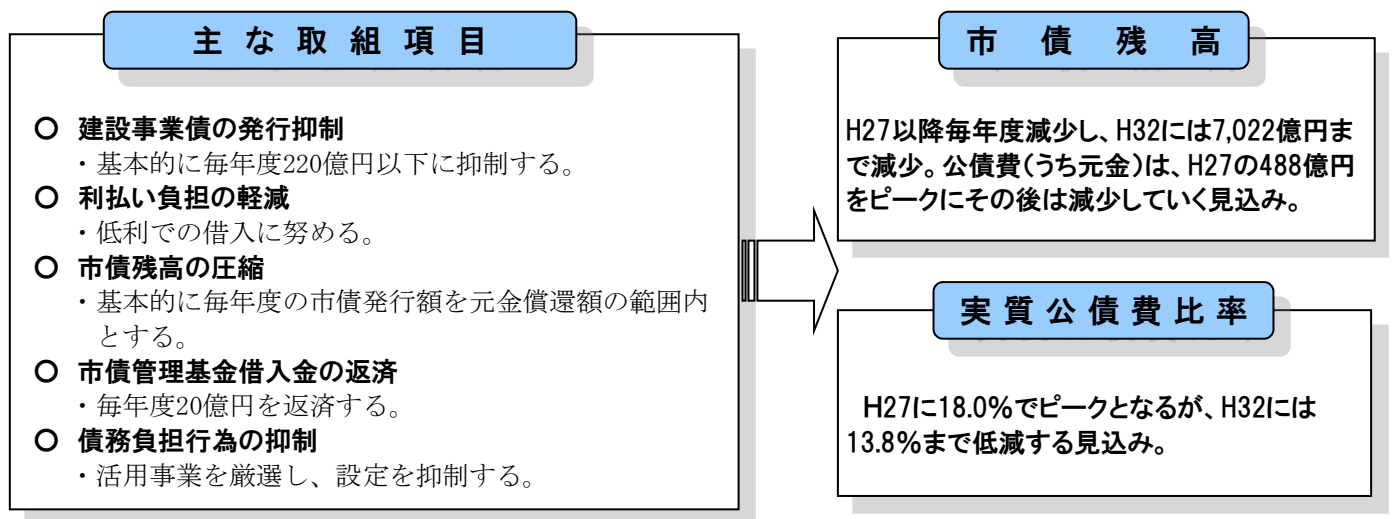 主な取組項目
○ 建設事業債の発行抑制
・基本的に毎年度220億円以下に抑制する。
○ 利払い負担の軽減
・低利での借入に努める。
○ 市債残高の圧縮
・基本的に毎年度の市債発行額を元金償還額の範囲内
とする。
○ 市債管理基金借入金の返済
・毎年度20億円を返済する。
○ 債務負担行為の抑制
・活用事業を厳選し、設定を抑制する。
市債残高
H27以降毎年度減少し、H32には7,022億円ま
で減少。公債費(うち元金)は、H27の488億円
をピークにその後は減少していく見込み。
実質公債費比率
H27に18.0%でピークとなるが、H32には
13.8%まで低減する見込み。